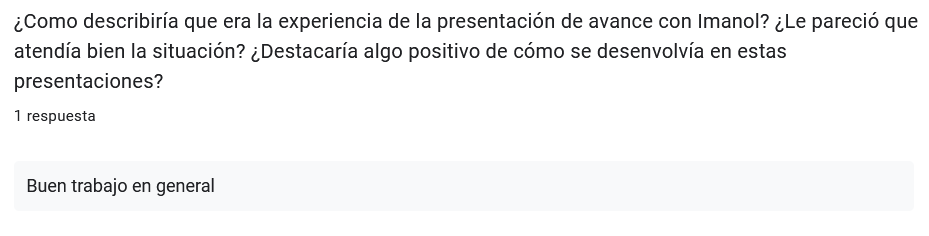 ¿Como describiría que era la experiencia de la presentación de avance con Imanol? ¿Le pareció que
atendía bien la situación? ¿Destacaría algo positivo de cómo se desenvolvía en estas
presentaciones?
1 respuesta
Buen trabajo en general